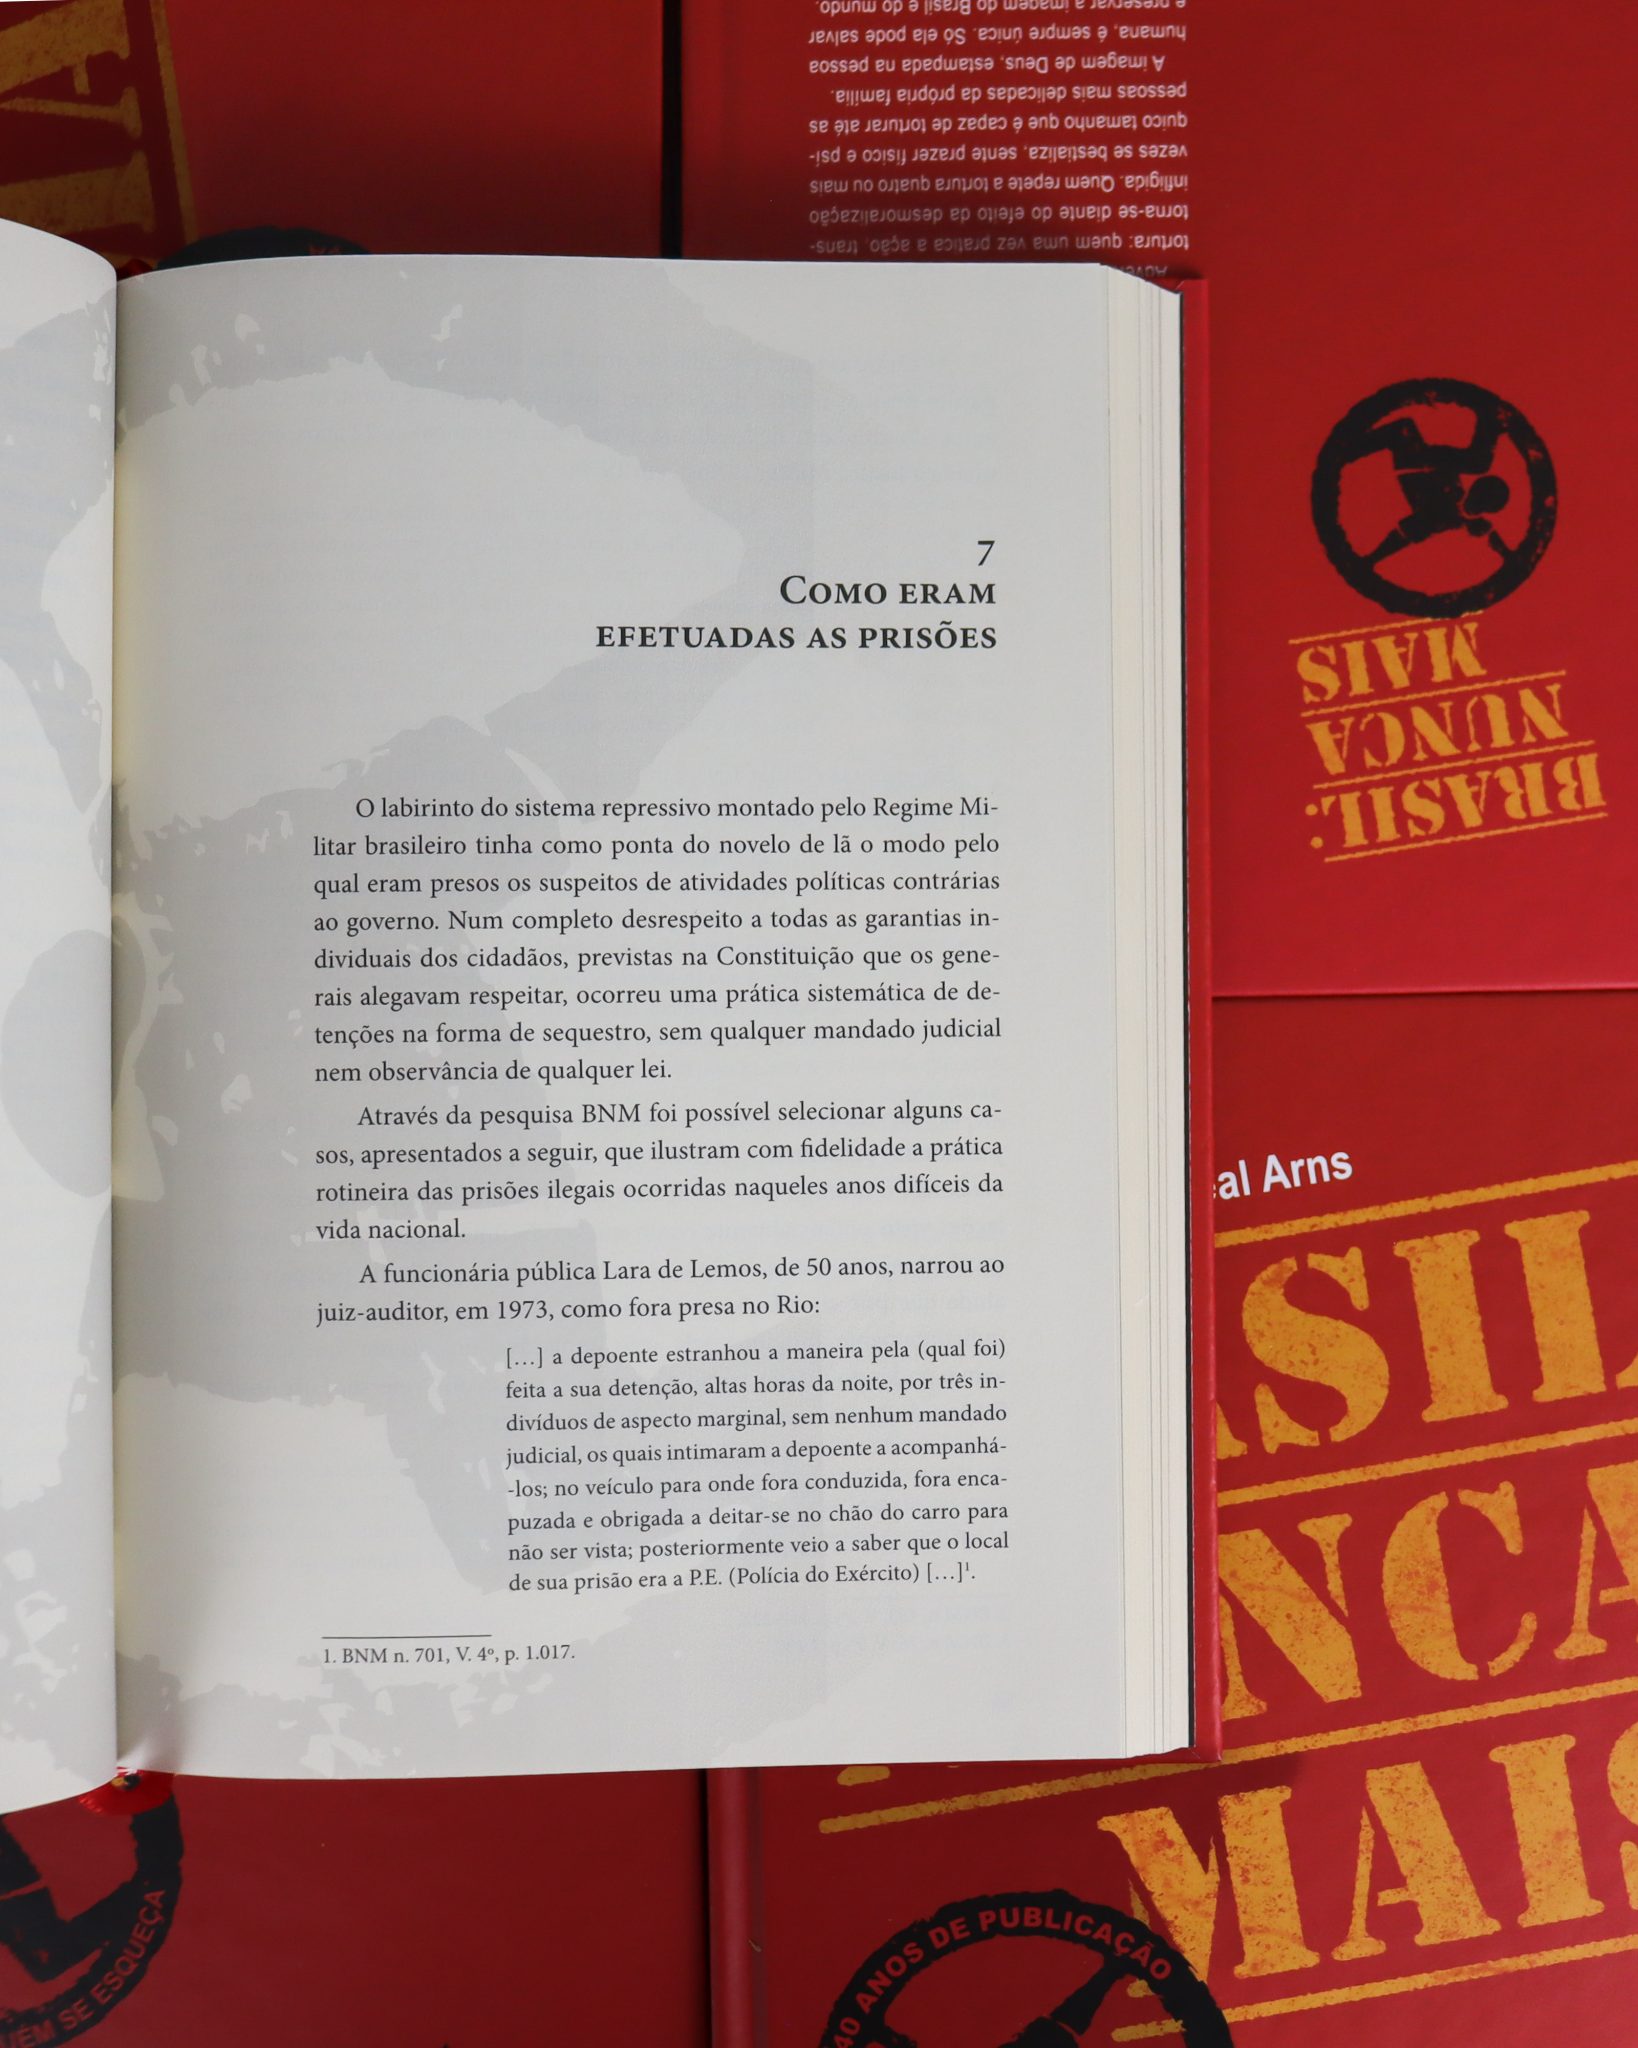 7
Como eram
efetuadas as prisões
O labirinto do sistema repressivo montado pelo Regime Mi-
litar brasileiro tinha como ponta do novelo de lã o modo pelo
qual eram presos os suspeitos de atividades políticas contrárias
ao governo. Num completo desrespeito a todas as garantias in-
dividuais dos cidadãos, previstas na Constituição que os gene-
rais alegavam respeitar, ocorreu uma prática sistemática de de-
tenções na forma de sequestro, sem qualquer mandado judicial
nem observância de qualquer lei.
Através da pesquisa BNM foi possível selecionar alguns ca-
sos, apresentados a seguir, que ilustram com fidelidade a prática
rotineira das prisões ilegais ocorridas naqueles anos difíceis da
vida nacional.
A funcionária pública Lara de Lemos, de 50 anos, narrou ao
juiz-auditor, em 1973, como fora presa no Rio:
[…] a depoente estranhou a maneira pela (qual foi)
feita a sua detenção, altas horas da noite, por três in-
divíduos de aspecto marginal, sem nenhum mandado
judicial, os quais intimaram a depoente a acompanhá-
-los; no veículo para onde fora conduzida, fora enca-
puzada e obrigada a deitar-se no chão do carro para
não ser vista; posteriormente veio a saber que o local
de sua prisão era a P.E. (Polícia do Exército) […]¹.
1. BNM n. 701, V. 4º, p. 1.017.
tortura: quem uma vez pratica a ação, trans-
torna-se diante do efeito da desmoralização
infligida. Quem repete a tortura quatro ou mais
vezes se bestializa, sente prazer físico e psí-
quico tamanho que é capaz de torturar até as
pessoas mais delicadas da própria família.
A imagem de Deus, estampada na pessoa
humana, é sempre única. Só ela pode salvar
e preservar a imagem do Brasil e do mundo.
BRASIL:
NUNCA
MAIS
eal Arns
ASIL
NCA
MAIS
40 ANOS DE PUBLICAÇÃO
UÉM SE ESQUEÇA